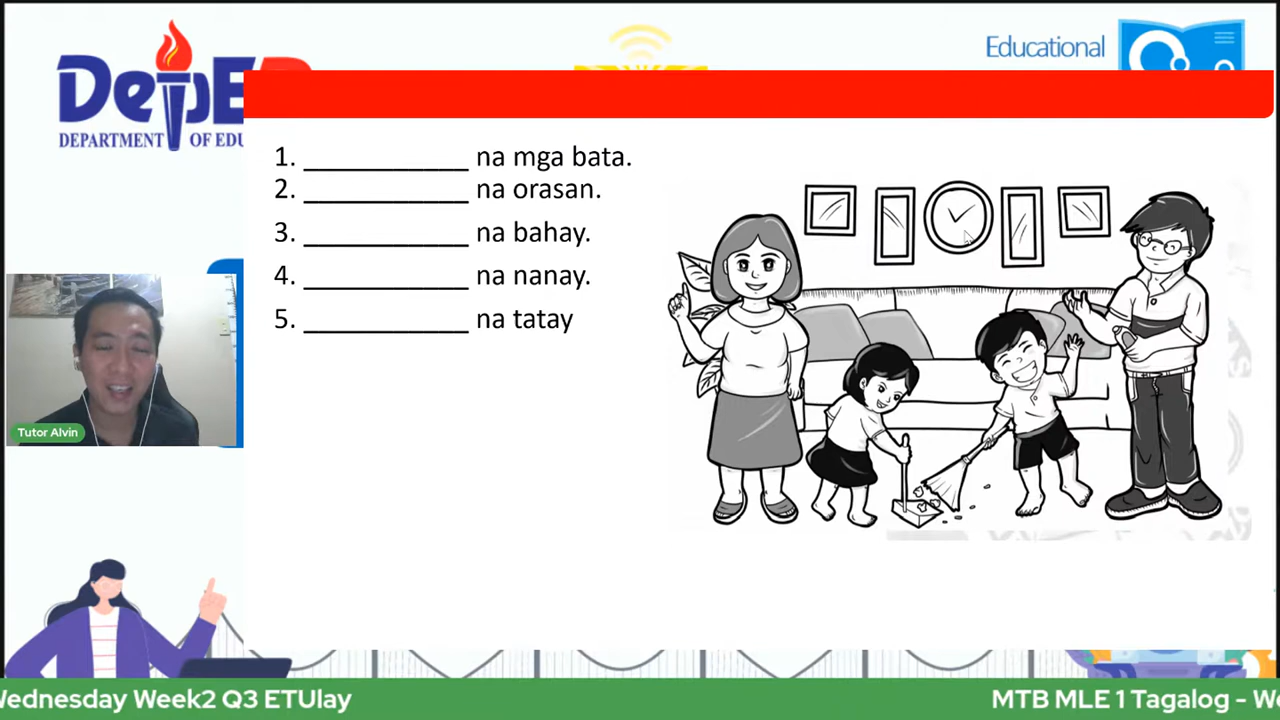 DepE
DEPARTMENT OF EDU
Educational
1. ____________ na mga bata.
2. ____________ na orasan.
3. ____________ na bahay.
4. ____________ na nanay.
5. ____________ na tatay
Tutor Alvin
Wednesday Week2 Q3 ETUlay
MTB MLE 1 Tagalog - We